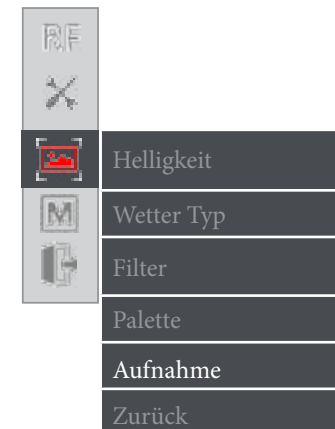 RF
M
Helligkeit
Wetter Typ
Filter
Palette
Aufnahme
Zurück